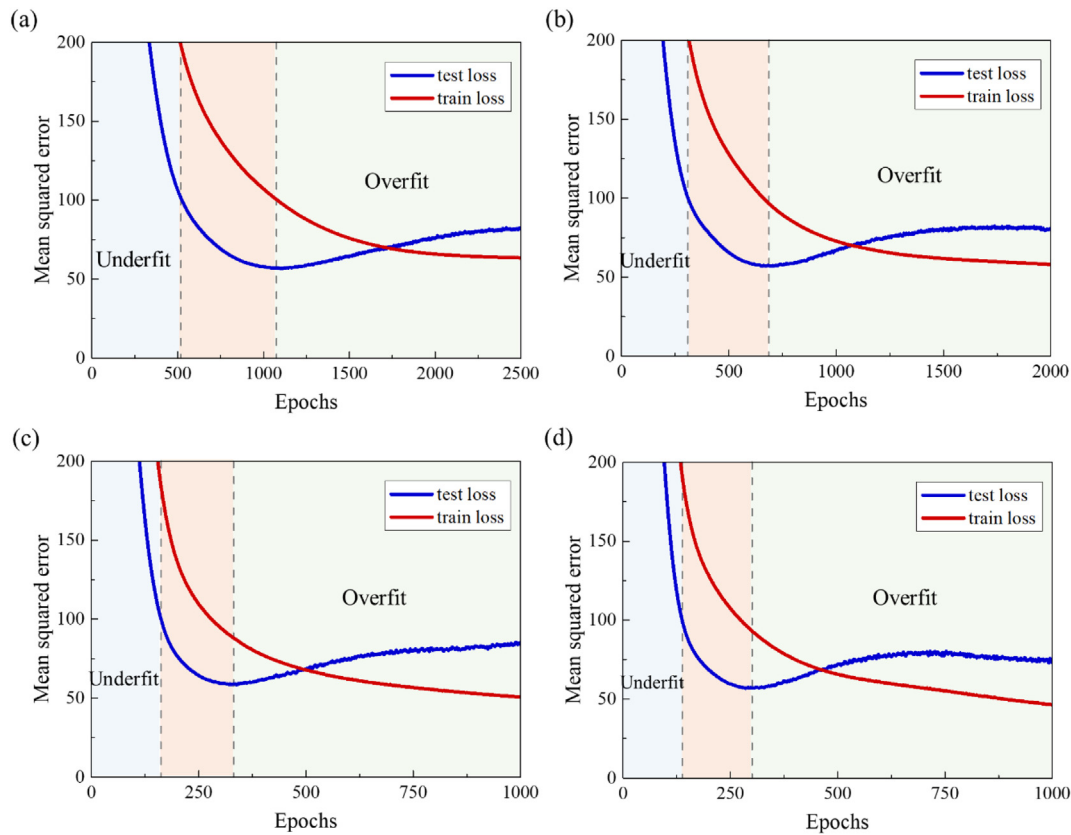 (a)
200
150
100
50
0
Mean squared error
test loss
train loss
Overfit
Underfit
0 500 1000 1500 2000 2500
Epochs
(b)
200
150
100
50
0
Mean squared error
test loss
train loss
Overfit
Underfit
0 500 1000 1500 2000
Epochs
(c)
200
150
100
50
0
Mean squared error
test loss
train loss
Overfit
Underfit
0 250 500 750 1000
Epochs
(d)
200
150
100
50
0
Mean squared error
test loss
train loss
Overfit
Underfit
0 250 500 750 1000
Epochs